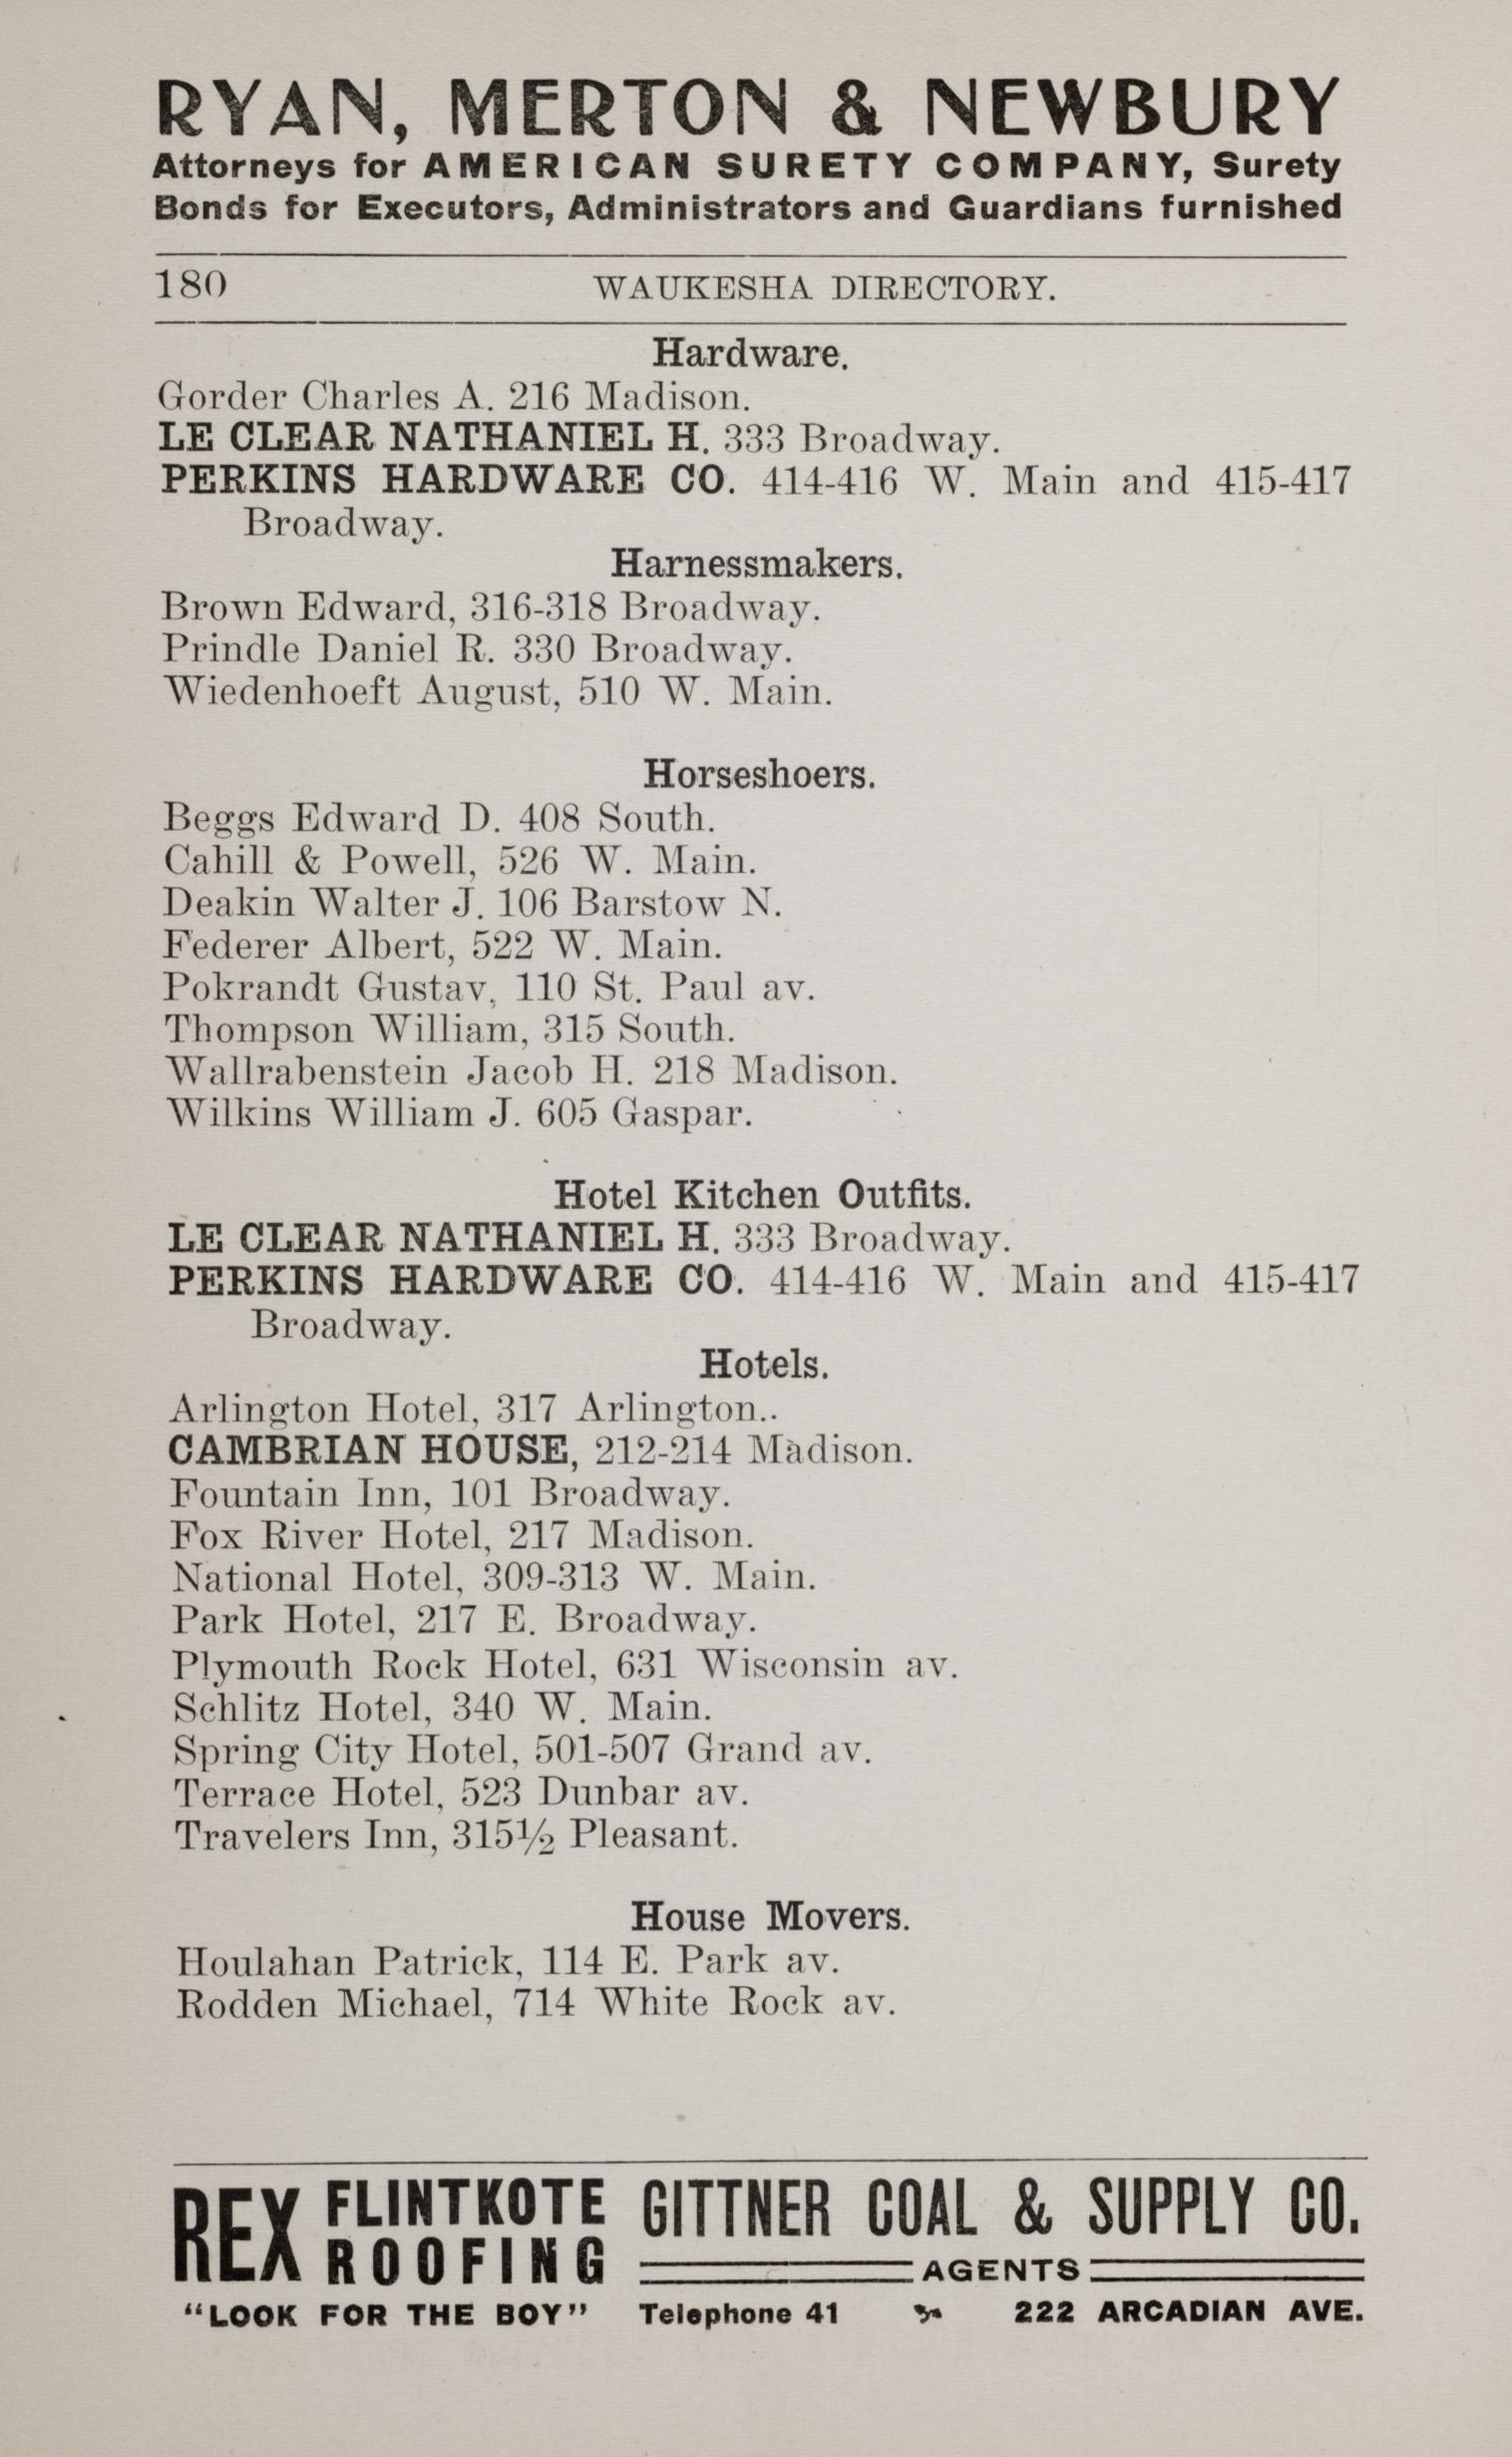 RYAN, MERTON & NEWBURY
Attorneys for AMERICAN SURETY COMPANY, Surety
Bonds for Executors, Administrators and Guardians furnished
180 WAUKESHA DIRECTORY.
Hardware.
Gorder Charles A. 216 Madison.
LE CLEAR NATHANIEL H. 333 Broadway.
PERKINS HARDWARE CO. 414-416 W. Main and 415-417
Broadway.
Harnessmakers.
Brown Edward, 316-318 Broadway.
Prindle Daniel R. 330 Broadway.
Wiedenhoeft August, 510 W. Main.
Horseshoers.
Beggs Edward D. 408 South.
Cahill & Powell, 526 W. Main.
Deakin Walter J. 106 Barstow N.
Federer Albert, 522 W. Main.
Pokrandt Gustav, 110 St. Paul av.
Thompson William, 315 South.
Wallrabenstein Jacob H. 218 Madison.
Wilkins William J. 605 Gaspar.
Hotel Kitchen Outfits.
LE CLEAR NATHANIEL H. 333 Broadway.
PERKINS HARDWARE CO. 414-416 W. Main and 415-417
Broadway.
Hotels.
Arlington Hotel, 317 Arlington..
CAMBRIAN HOUSE, 212-214 Madison.
Fountain Inn, 101 Broadway.
Fox River Hotel, 217 Madison.
National Hotel, 309-313 W. Main.
Park Hotel, 217 E. Broadway.
Plymouth Rock Hotel, 631 Wisconsin av.
Schlitz Hotel, 340 W. Main.
Spring City Hotel, 501-507 Grand av.
Terrace Hotel, 523 Dunbar av.
Travelers Inn, 315½ Pleasant.
House Movers.
Houlahan Patrick, 114 E. Park av.
Rodden Michael, 714 White Rock av.
REX FLINTKOTE ROOFING
GITTNER COAL & SUPPLY CO.
AGENTS
"LOOK FOR THE BOY" Telephone 41 222 ARCADIAN AVE.